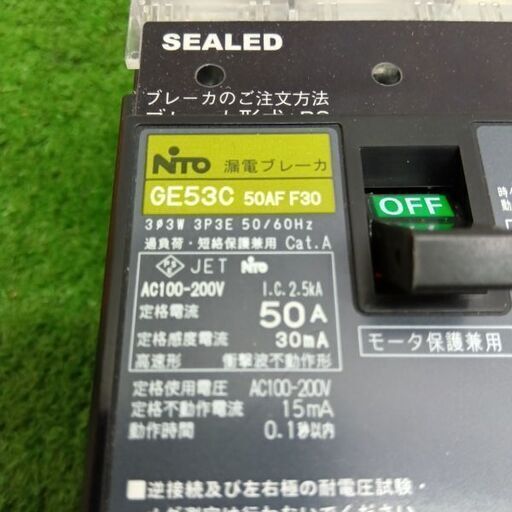 SEALED
ブレーカのご注文方法
NITO 漏電ブレーカ
GE53C 50AF F30
3φ3W 3P3E 50/60Hz
過負荷・短絡保護兼用 Cat.A
PSE JET NITO
AC100-200V I.C. 2.5kA
定格電流 50A
定格感度電流 30mA
高速形 衝撃波不動作形
定格使用電圧 AC100-200V
定格不動作電流 15mA
動作時間 0.1秒以内
OFF
モータ保護兼用
■逆接続及び左右極の耐電圧試験・